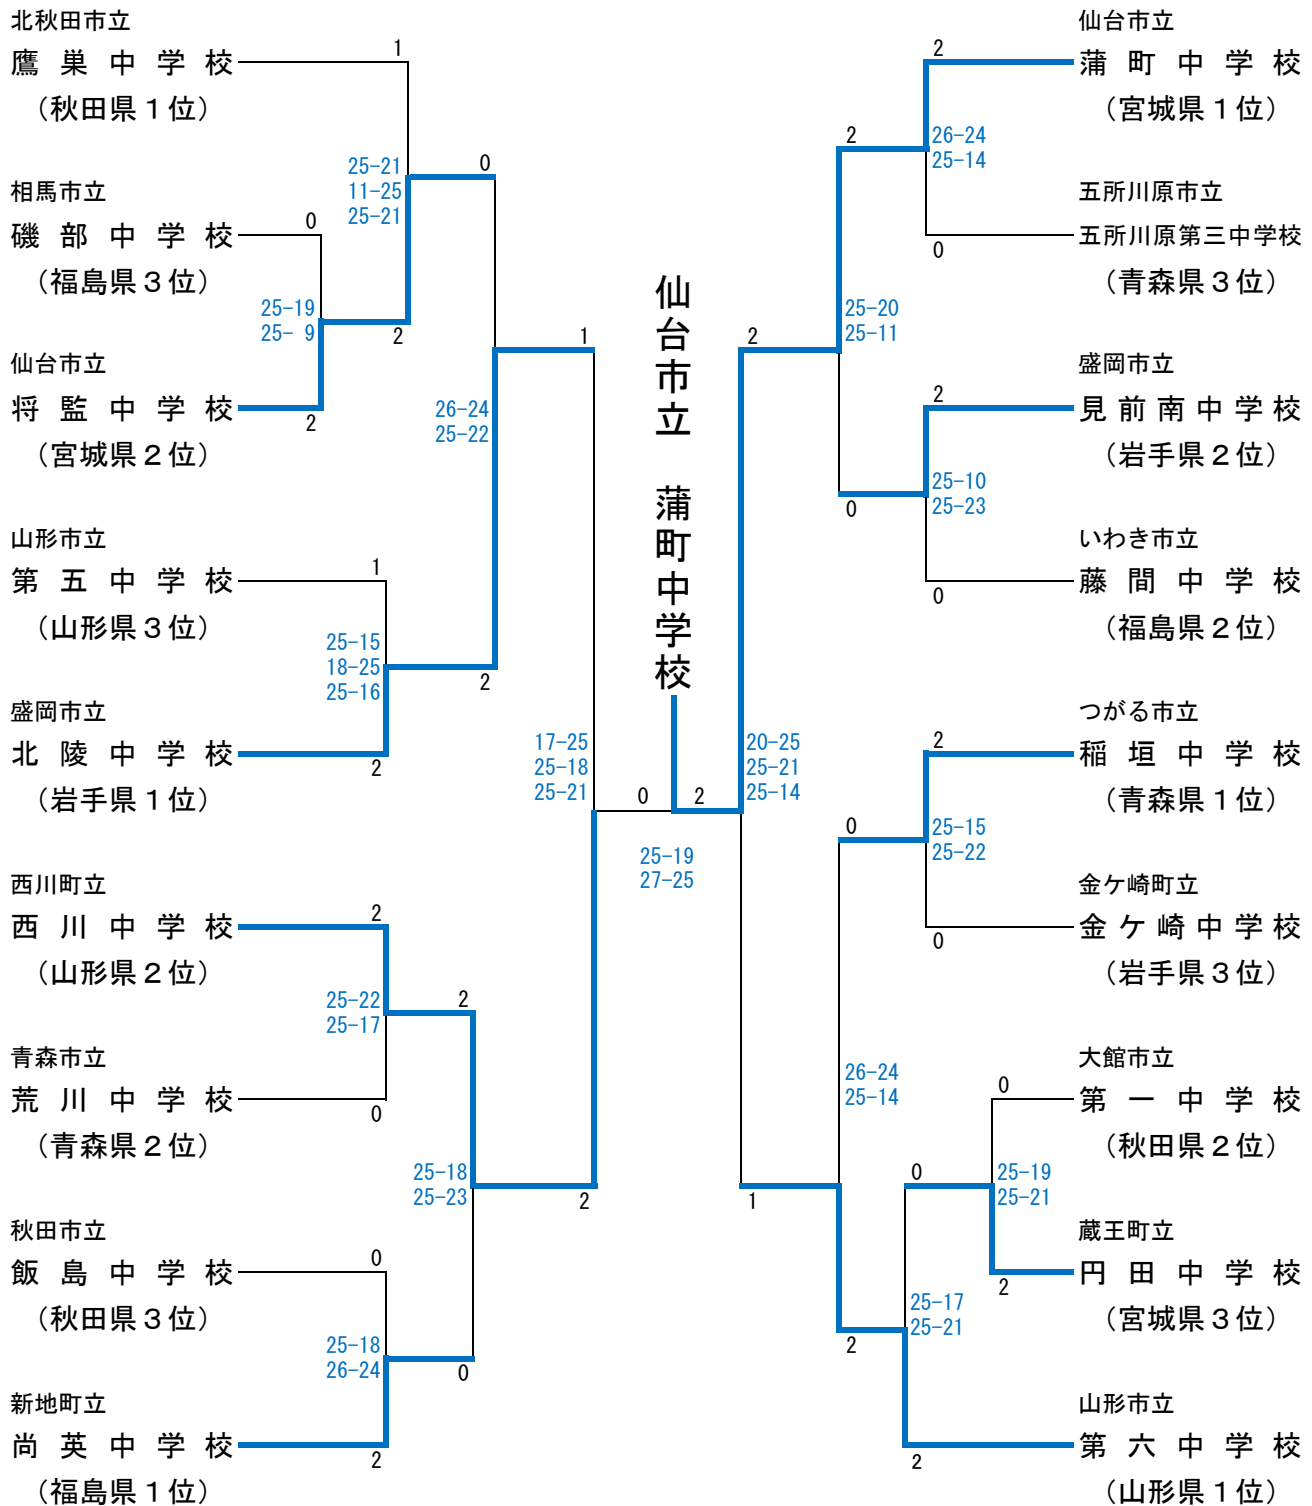 北秋田市立
鷹巣中学校
（秋田県１位）
1
相馬市立
磯部中学校
（福島県３位）
0
25-21
11-25
25-21
0
25-19
25- 9
2
仙台市立
将監中学校
（宮城県２位）
2
1
26-24
25-22
山形市立
第五中学校
（山形県３位）
1
25-15
18-25
25-16
2
盛岡市立
北陵中学校
（岩手県１位）
2
17-25
25-18
25-21
西川町立
西川中学校
（山形県２位）
2
25-22
25-17
2
青森市立
荒川中学校
（青森県２位）
0
25-18
25-23
2
秋田市立
飯島中学校
（秋田県３位）
0
25-18
26-24
0
新地町立
尚英中学校
（福島県１位）
2
仙台市立　蒲町中学校
0
2
25-19
27-25
仙台市立
蒲町中学校
（宮城県１位）
2
2
26-24
25-14
五所川原市立
五所川原第三中学校
（青森県３位）
0
25-20
25-11
2
盛岡市立
見前南中学校
（岩手県２位）
2
25-10
25-23
0
いわき市立
藤間中学校
（福島県２位）
0
20-25
25-21
25-14
つがる市立
稲垣中学校
（青森県１位）
2
0
25-15
25-22
金ケ崎町立
金ケ崎中学校
（岩手県３位）
0
26-24
25-14
大館市立
第一中学校
（秋田県２位）
0
0
25-19
25-21
1
蔵王町立
円田中学校
（宮城県３位）
2
25-17
25-21
2
山形市立
第六中学校
（山形県１位）
2